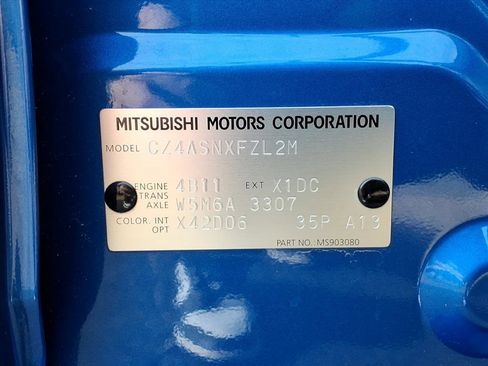 MITSUBISHI MOTORS CORPORATION
MODEL CZ4ASNXFZL2M
ENGINE 4B11 EXT X1DC
TRANS AXLE W5M6A 3307
COLOR. INT OPT X42D06 35P A13
PART NO.: MS903080